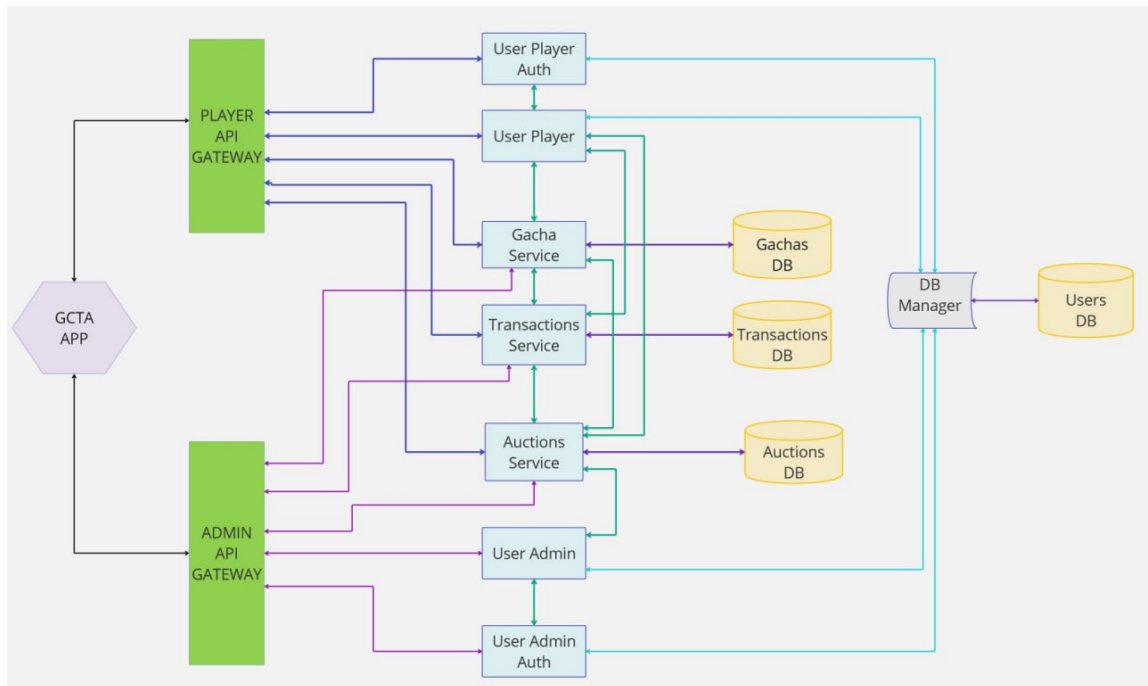 User Player
Auth
PLAYER
API
GATEWAY
User Player
Gacha
Service
Gachas
DB
DB
Manager
Users
DB
GCTA
APP
Transactions
Service
Transactions
DB
Auctions
Service
Auctions
DB
ADMIN
API
GATEWAY
User Admin
User Admin
Auth